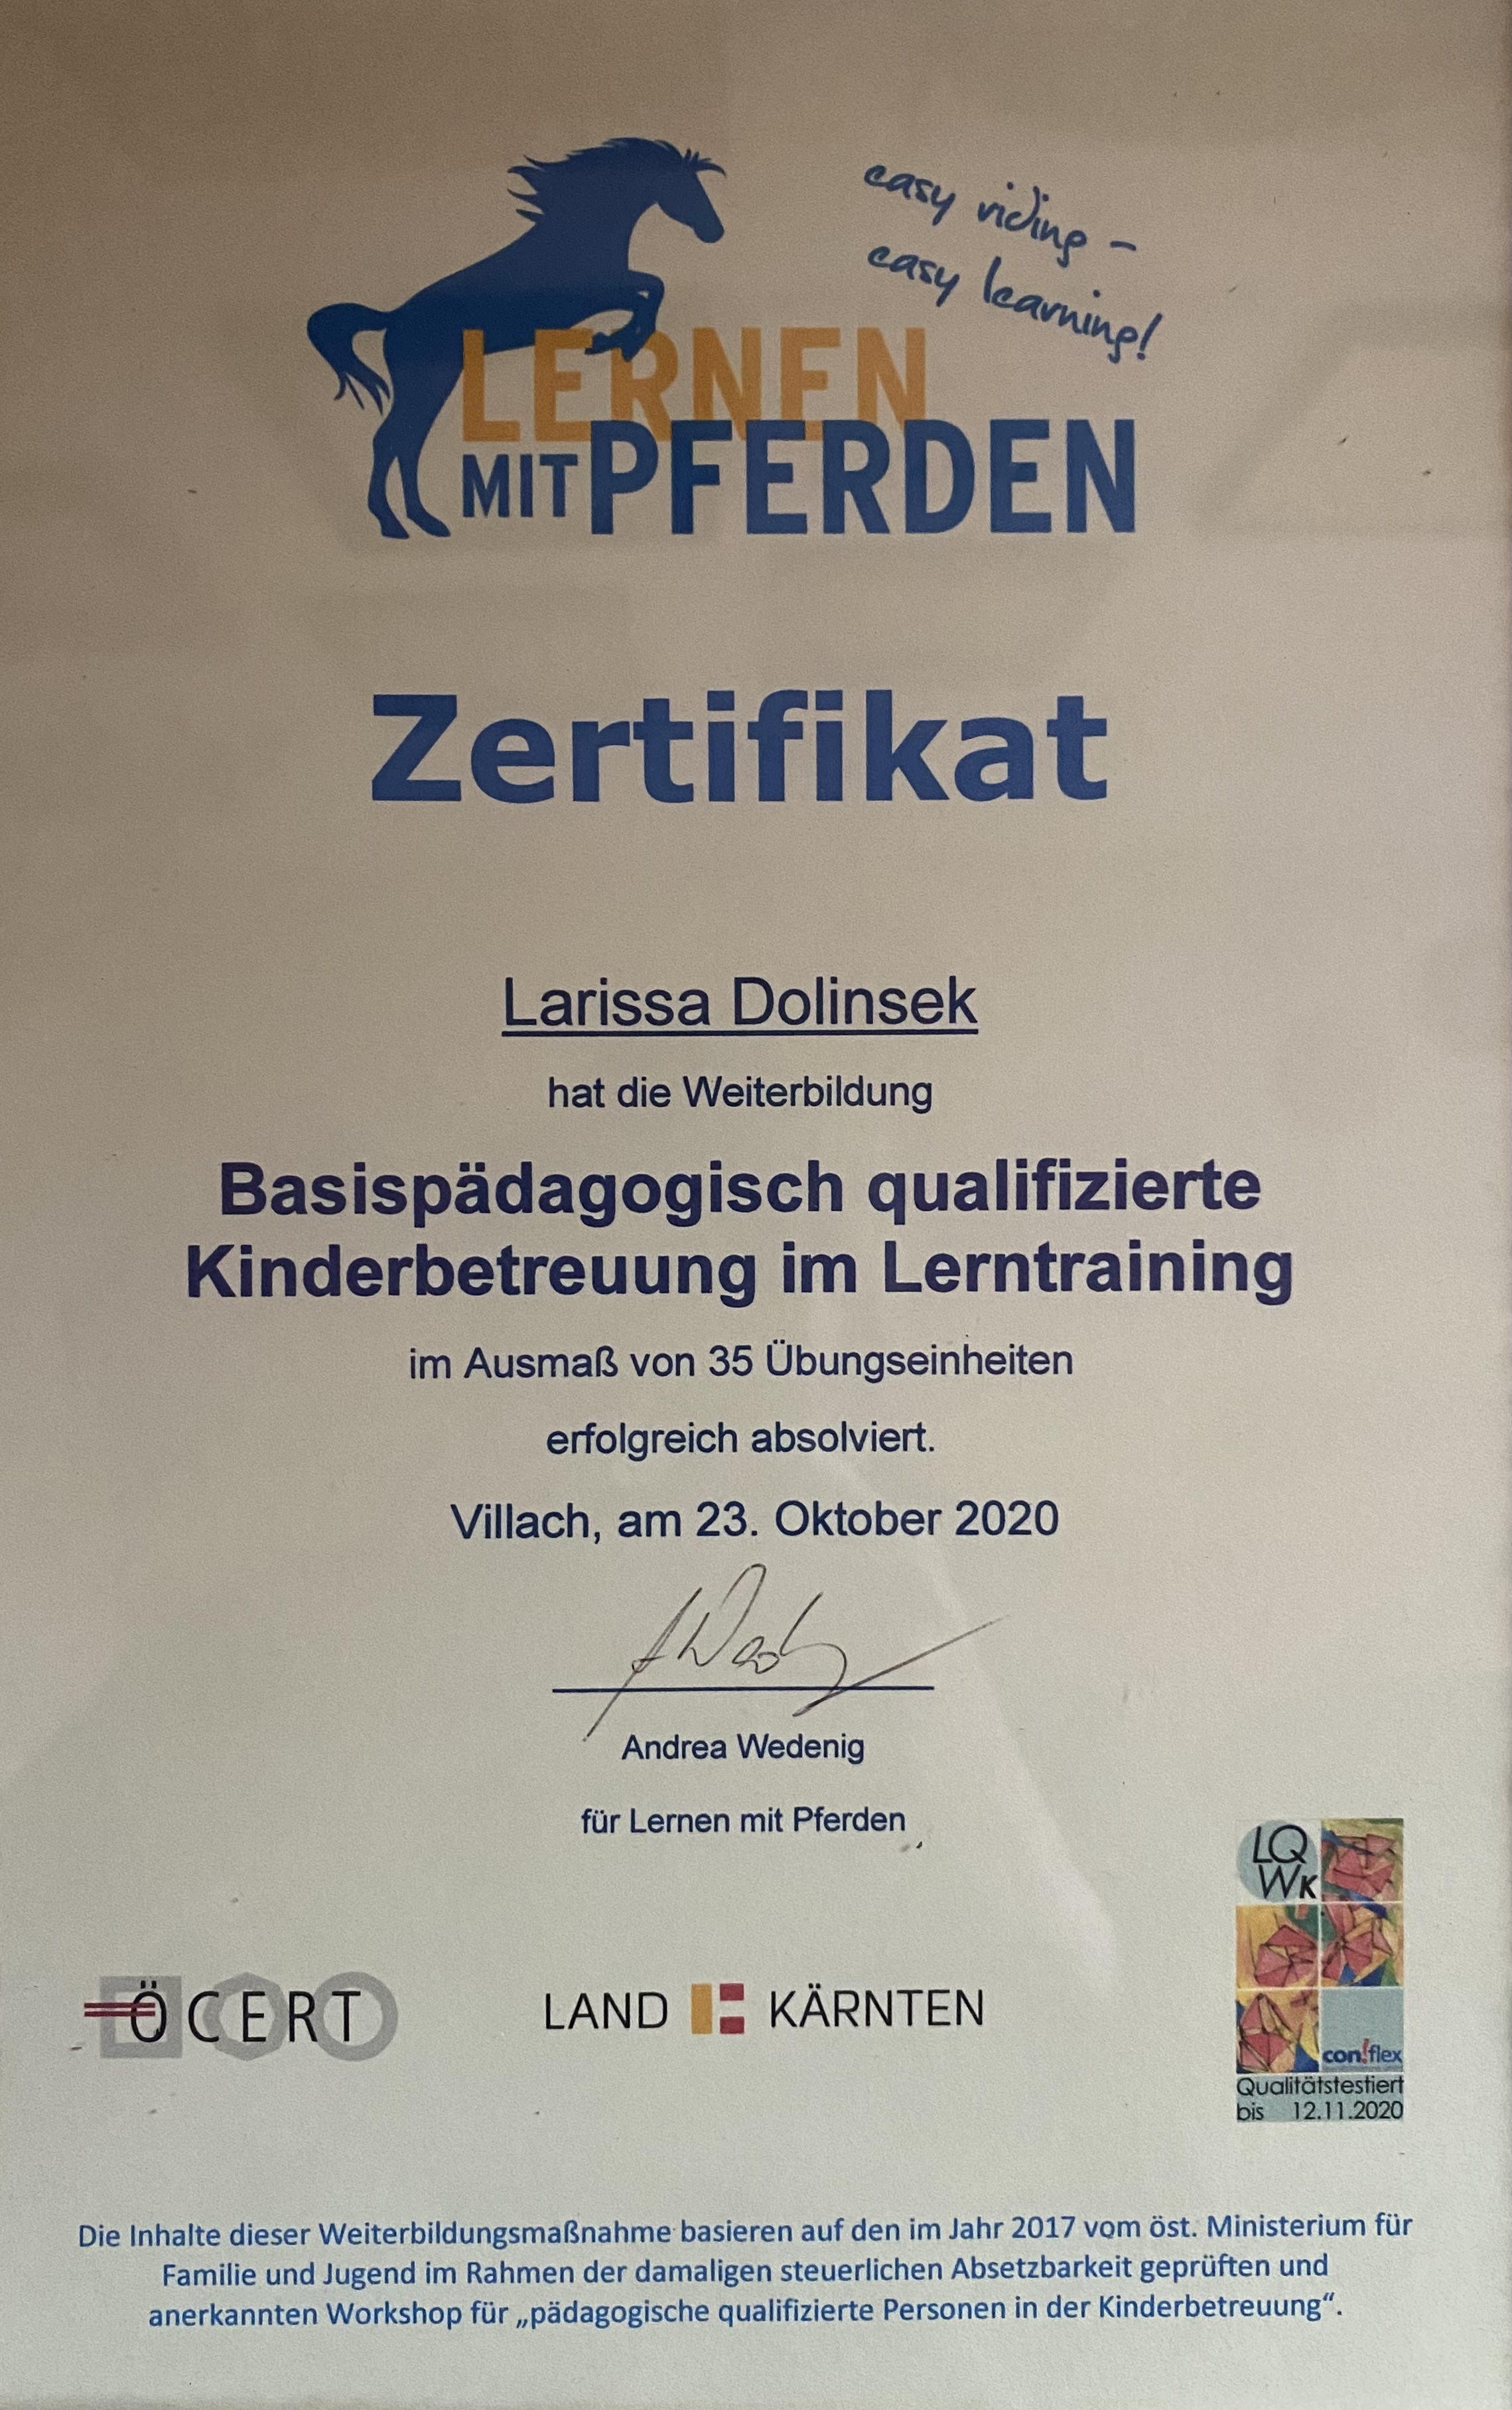 easy riding -
easy learning!
LERNEN
MIT PFERDEN
Zertifikat
Larissa Dolinsek
hat die Weiterbildung
Basispädagogisch qualifizierte
Kinderbetreuung im Lerntraining
im Ausmaß von 35 Übungseinheiten
erfolgreich absolviert.
Villach, am 23. Oktober 2020
Andrea Wedenig
für Lernen mit Pferden
LQ
WK
ÖCERT
LAND KÄRNTEN
con!flex
Qualitätstestiert
bis 12.11.2020
Die Inhalte dieser Weiterbildungsmaßnahme basieren auf den im Jahr 2017 vom öst. Ministerium für
Familie und Jugend im Rahmen der damaligen steuerlichen Absetzbarkeit geprüften und
anerkannten Workshop für „pädagogische qualifizierte Personen in der Kinderbetreuung“.